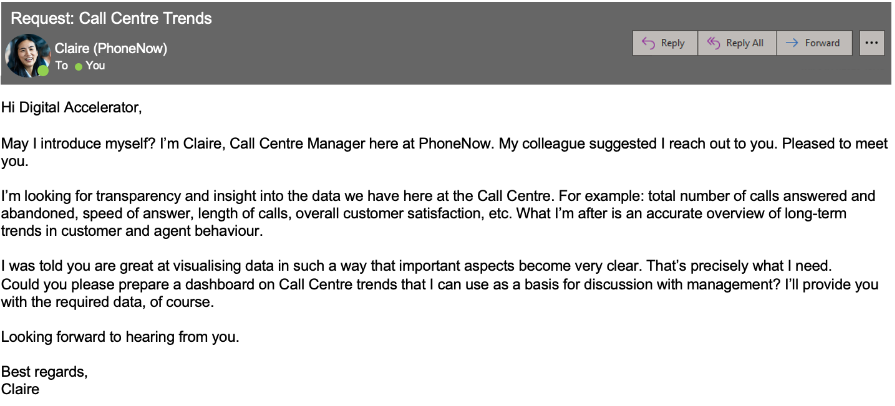 Request: Call Centre Trends
Claire (PhoneNow)
To You
Reply Reply All Forward ...
Hi Digital Accelerator,
May I introduce myself? I’m Claire, Call Centre Manager here at PhoneNow. My colleague suggested I reach out to you. Pleased to meet
you.
I’m looking for transparency and insight into the data we have here at the Call Centre. For example: total number of calls answered and
abandoned, speed of answer, length of calls, overall customer satisfaction, etc. What I’m after is an accurate overview of long-term
trends in customer and agent behaviour.
I was told you are great at visualising data in such a way that important aspects become very clear. That’s precisely what I need.
Could you please prepare a dashboard on Call Centre trends that I can use as a basis for discussion with management? I’ll provide you
with the required data, of course.
Looking forward to hearing from you.
Best regards,
Claire